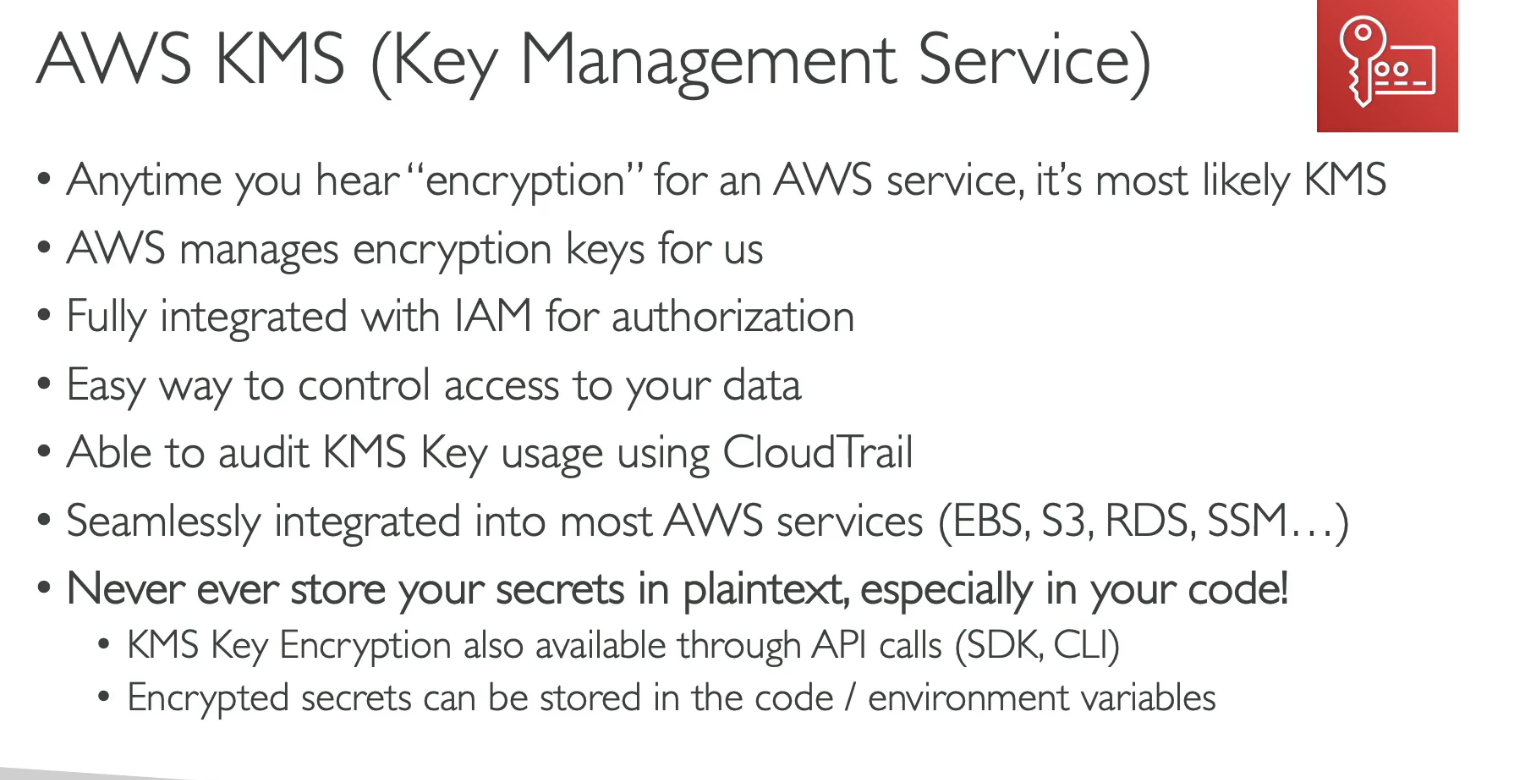 AWS KMS (Key Management Service)
• Anytime you hear “encryption” for an AWS service, it’s most likely KMS
• AWS manages encryption keys for us
• Fully integrated with IAM for authorization
• Easy way to control access to your data
• Able to audit KMS Key usage using CloudTrail
• Seamlessly integrated into most AWS services (EBS, S3, RDS, SSM…)
• Never ever store your secrets in plaintext, especially in your code!
• KMS Key Encryption also available through API calls (SDK, CLI)
• Encrypted secrets can be stored in the code / environment variables